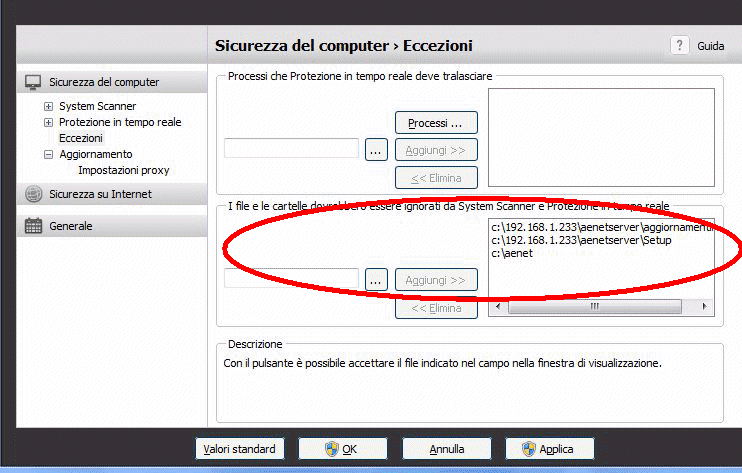 Sicurezza del computer › Eccezioni
? Guida
Sicurezza del computer
System Scanner
Protezione in tempo reale
Eccezioni
Aggiornamento
Impostazioni proxy
Sicurezza su Internet
Generale
Processi che Protezione in tempo reale deve tralasciare
Processi ...
...
Aggiungi >>
<< Elimina
I file e le cartelle dovrebbero essere ignorati da System Scanner e Protezione in tempo reale
c:\192.168.1.233\aenetserver\aggiornamenti
c:\192.168.1.233\aenetserver\Setup
c:\aenet
...
Aggiungi >>
<< Elimina
Descrizione
Con il pulsante è possibile accettare il file indicato nel campo nella finestra di visualizzazione.
Valori standard
OK
Annulla
Applica